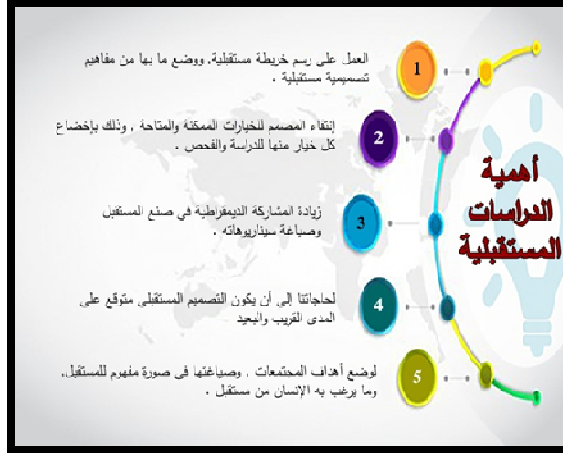 أهمية
الدراسات
المستقبلية
1
العمل على رسم خريطة مستقبلية، ووضع ما بها من مفاهيم
تصميمية مستقبلية .
2
إنتقاء المصمم للخيارات الممكنة والمتاحة ، وذلك بإخضاع
كل خيار منها للدراسة والفحص .
3
زيادة المشاركة الديمقراطية في صنع المستقبل
وصياغة سيناريوهاته .
4
لحاجاتنا إلى أن يكون التصميم المستقبلى متوقع على
المدى القريب والبعيد
5
لوضع أهداف المجتمعات ، وصياغتها فى صورة مفهوم للمستقبل،
وما يرغب به الإنسان من مستقبل .